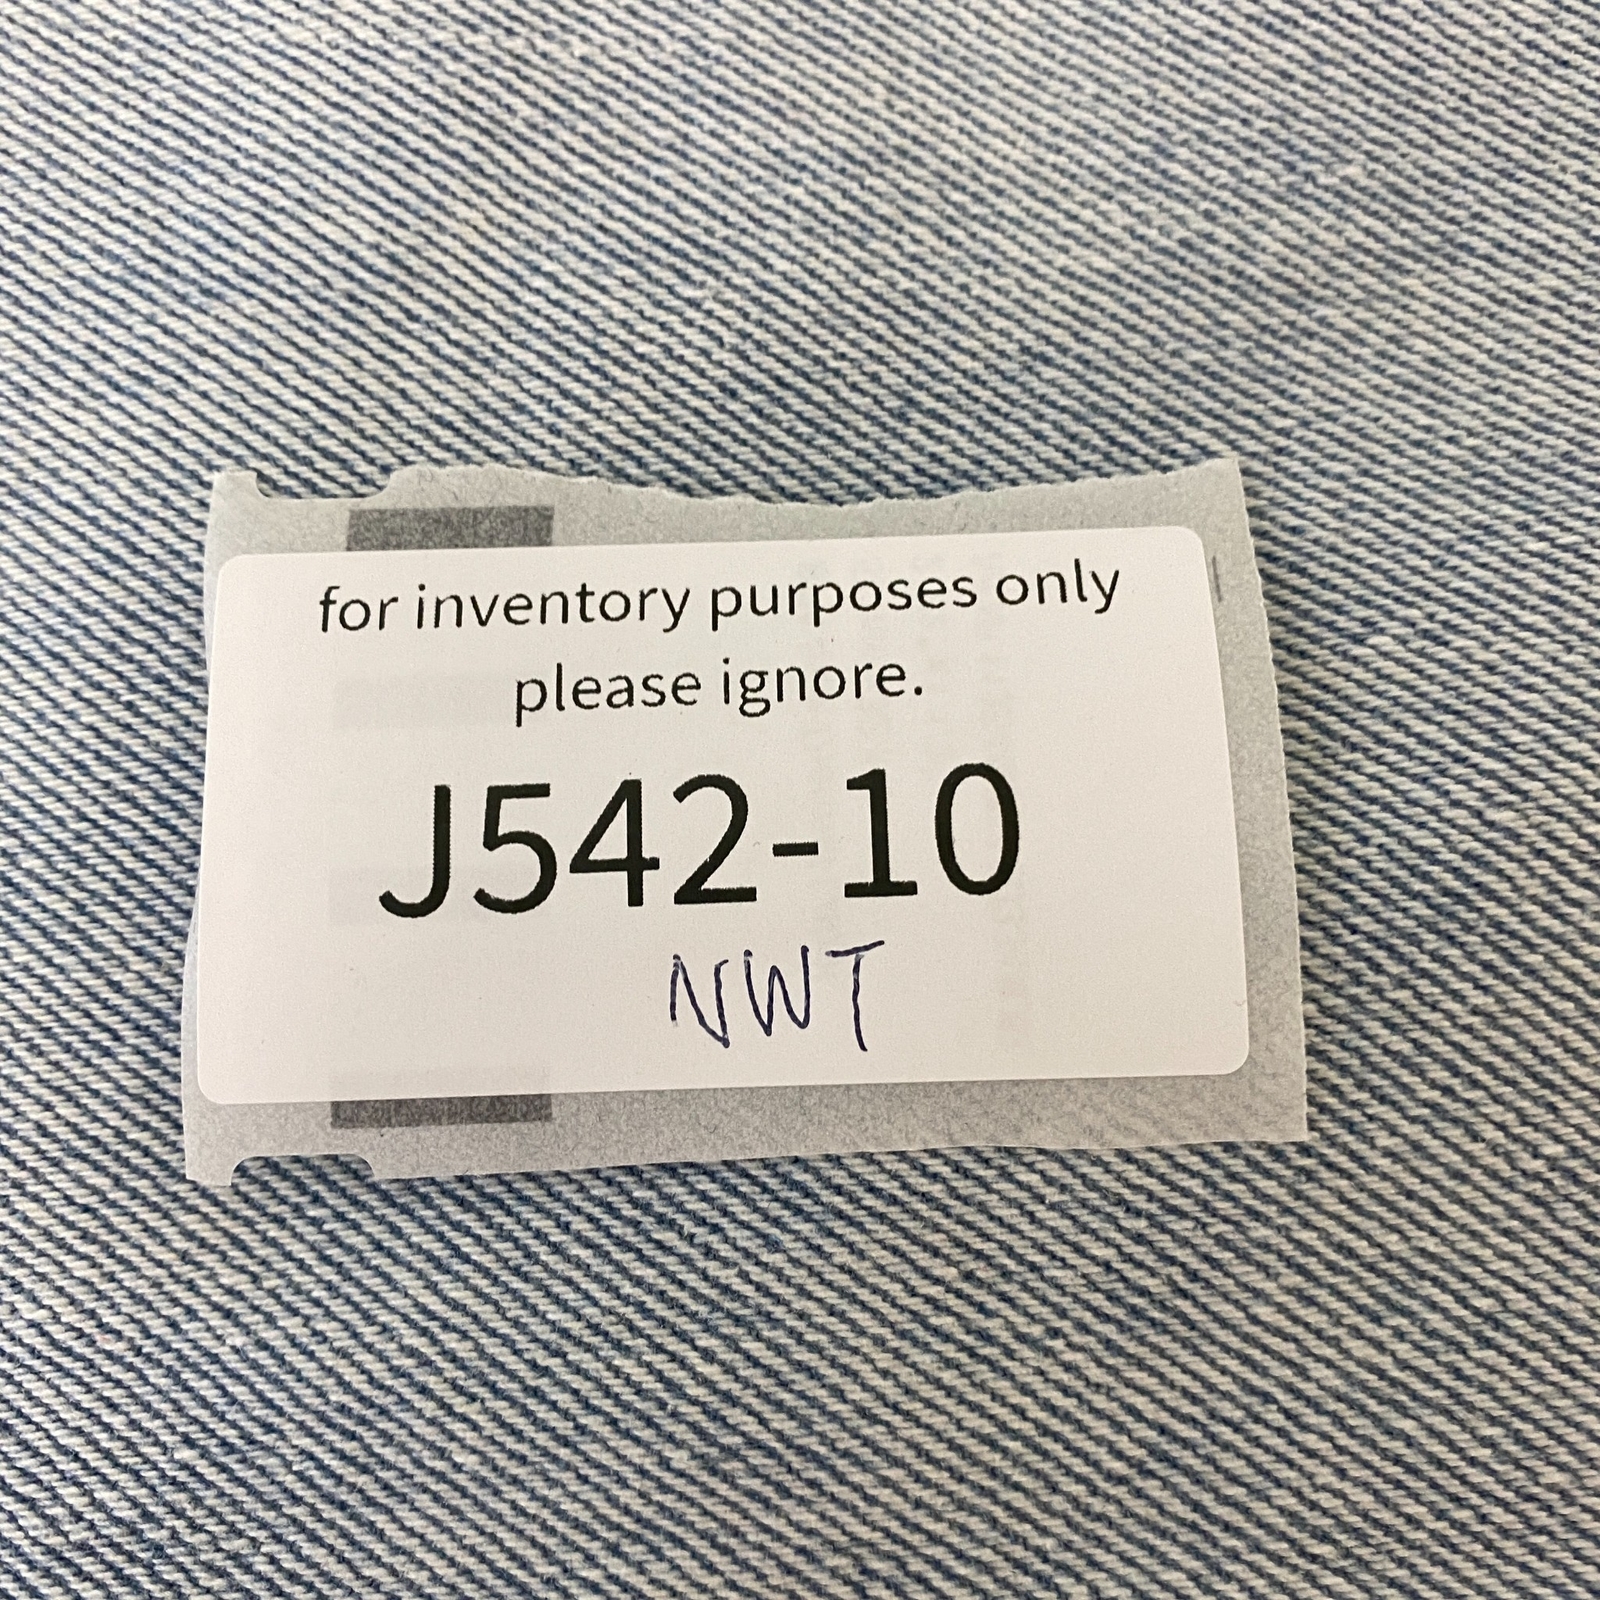 for inventory purposes only
please ignore.
J542-10
NWT